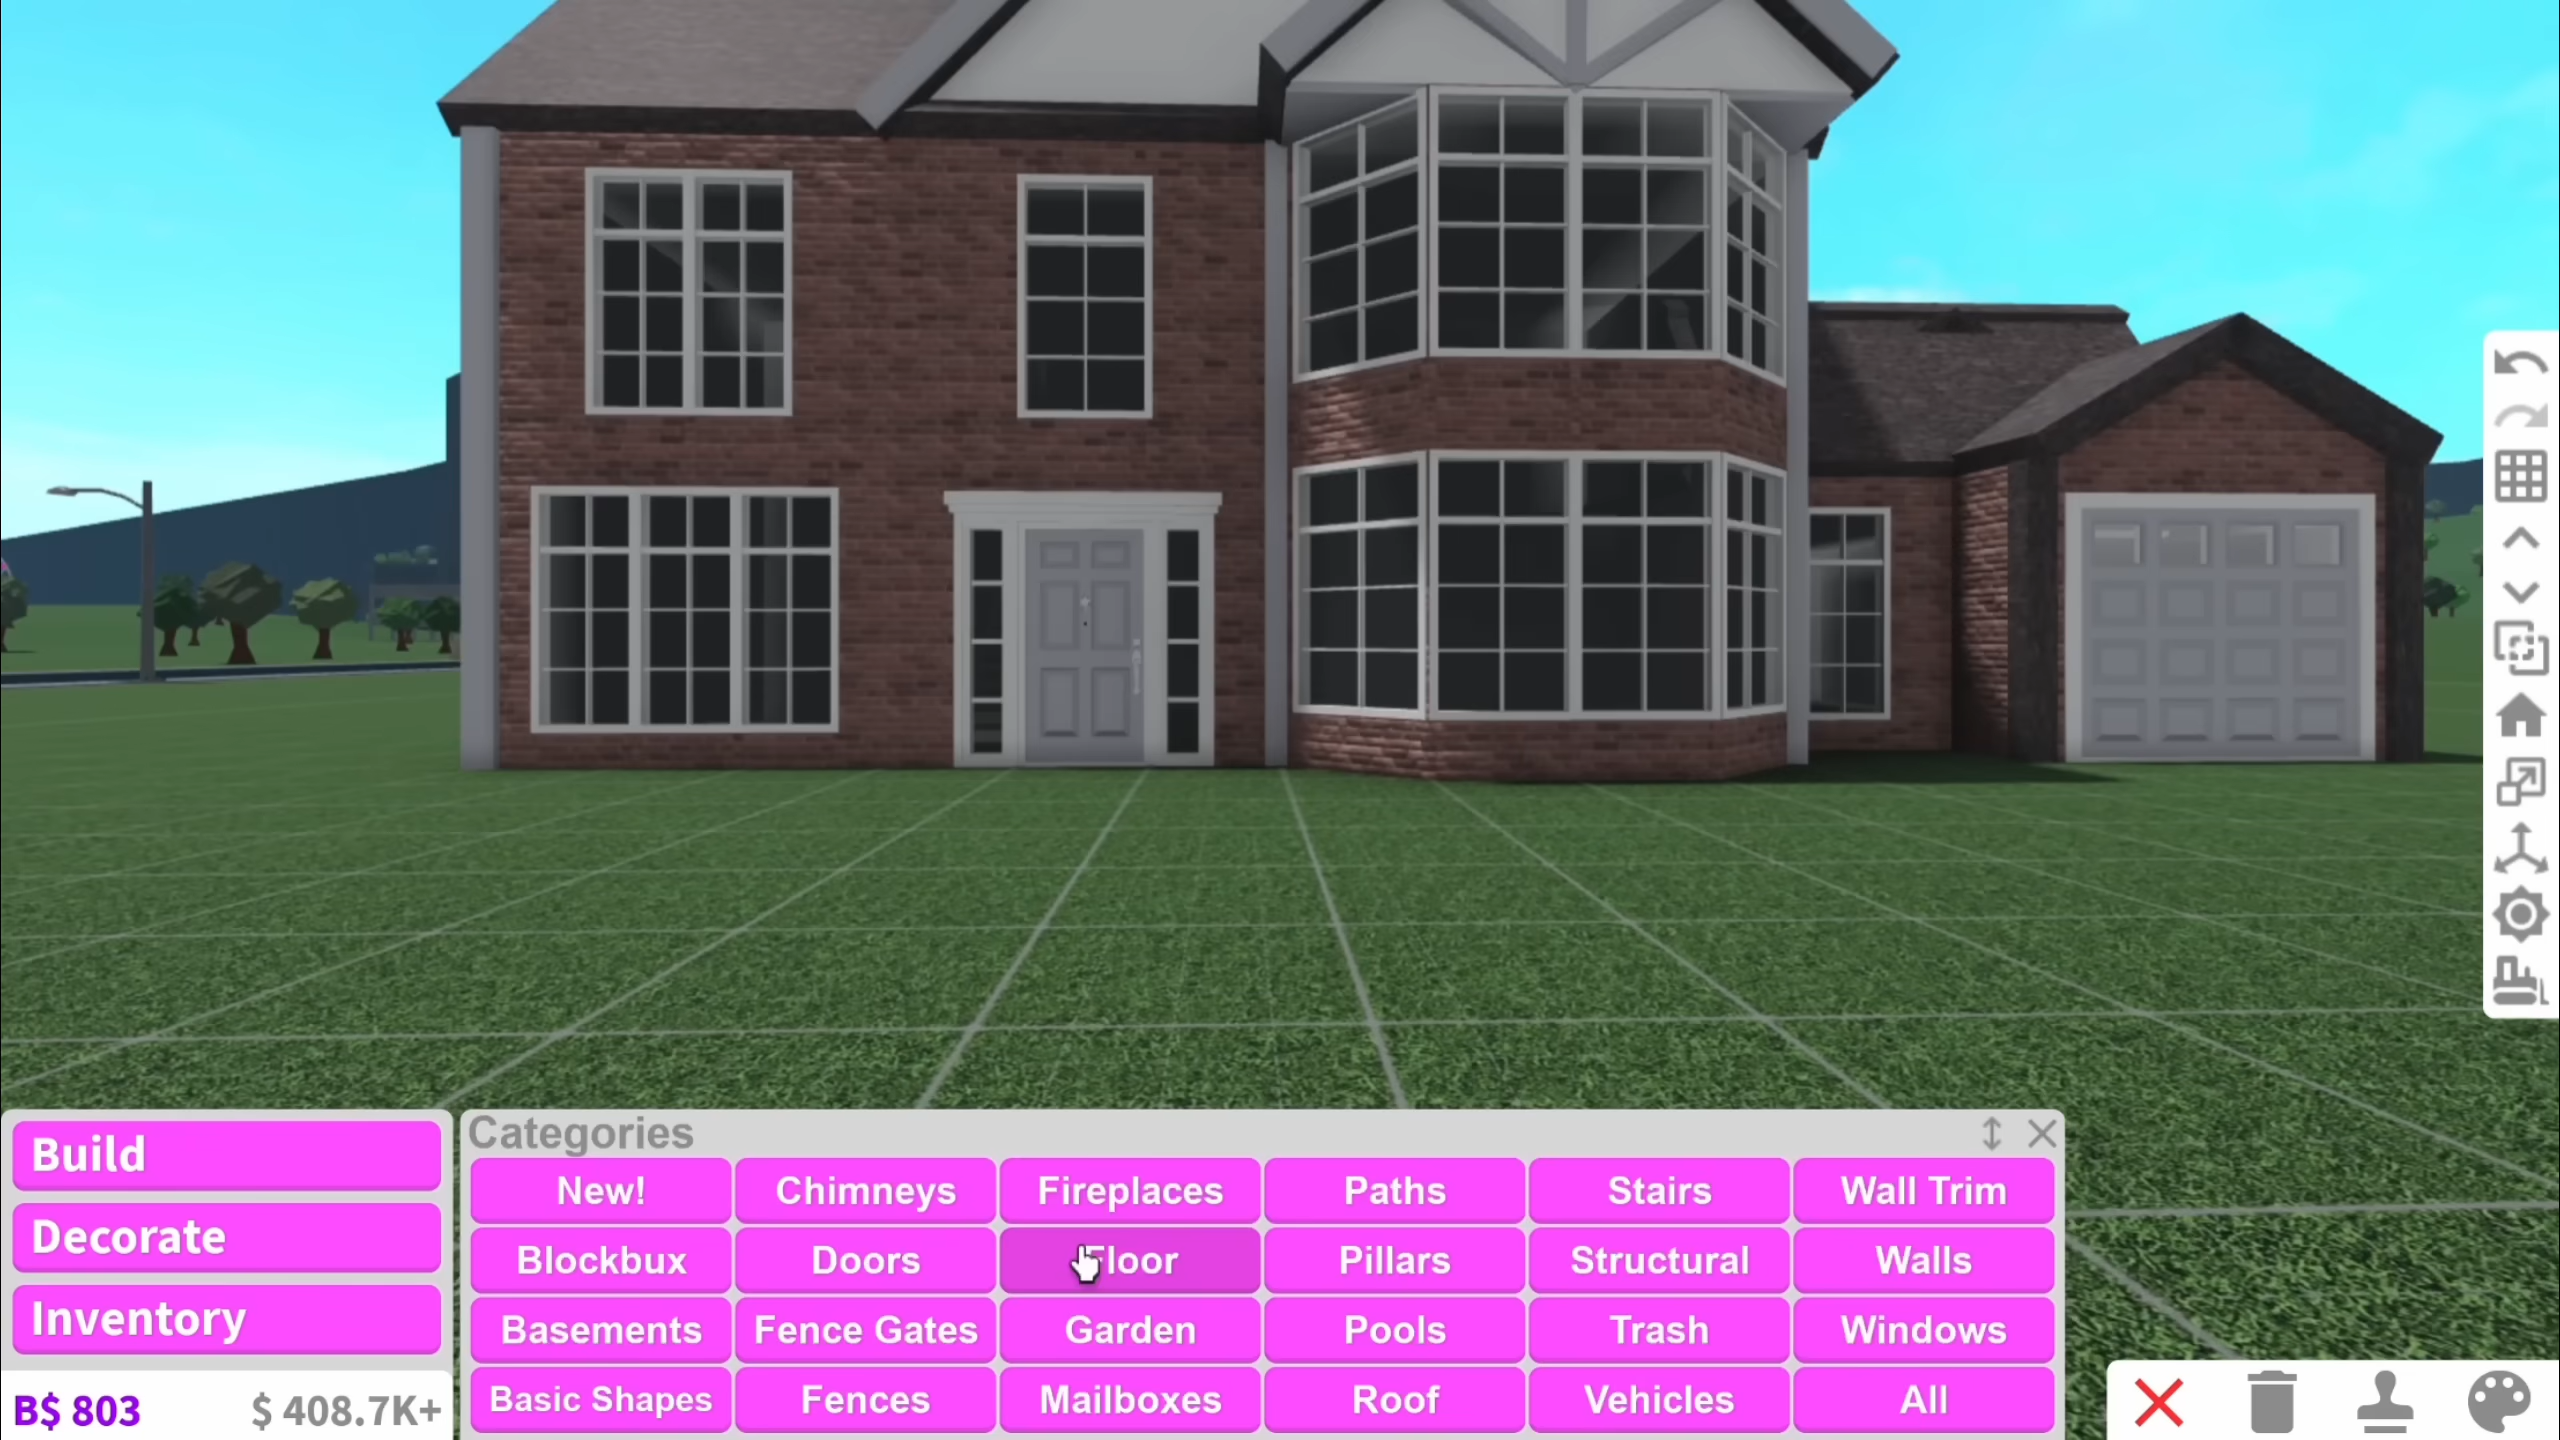 Build
Decorate
Inventory
B$ 803
$ 408.7K+
Categories
New!
Chimneys
Fireplaces
Paths
Stairs
Wall Trim
Blockbux
Doors
Floor
Pillars
Structural
Walls
Basements
Fence Gates
Garden
Pools
Trash
Windows
Basic Shapes
Fences
Mailboxes
Roof
Vehicles
All